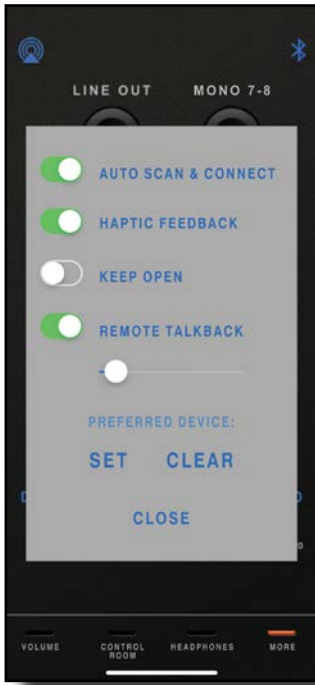 LINE OUT MONO 7-8
AUTO SCAN & CONNECT
HAPTIC FEEDBACK
KEEP OPEN
REMOTE TALKBACK
PREFERRED DEVICE:
SET CLEAR
CLOSE
VOLUME CONTROL ROOM HEADPHONES MORE